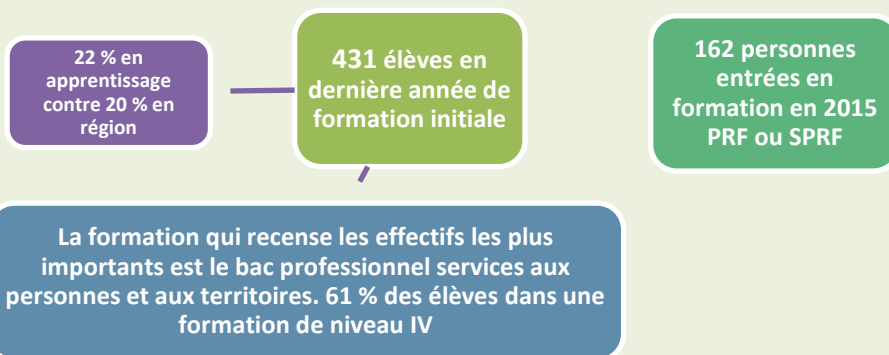 22 % en
apprentissage
contre 20 % en
région
431 élèves en
dernière année de
formation initiale
162 personnes
entrées en
formation en 2015
PRF ou SPRF
La formation qui recense les effectifs les plus
importants est le bac professionnel services aux
personnes et aux territoires. 61 % des élèves dans une
formation de niveau IV